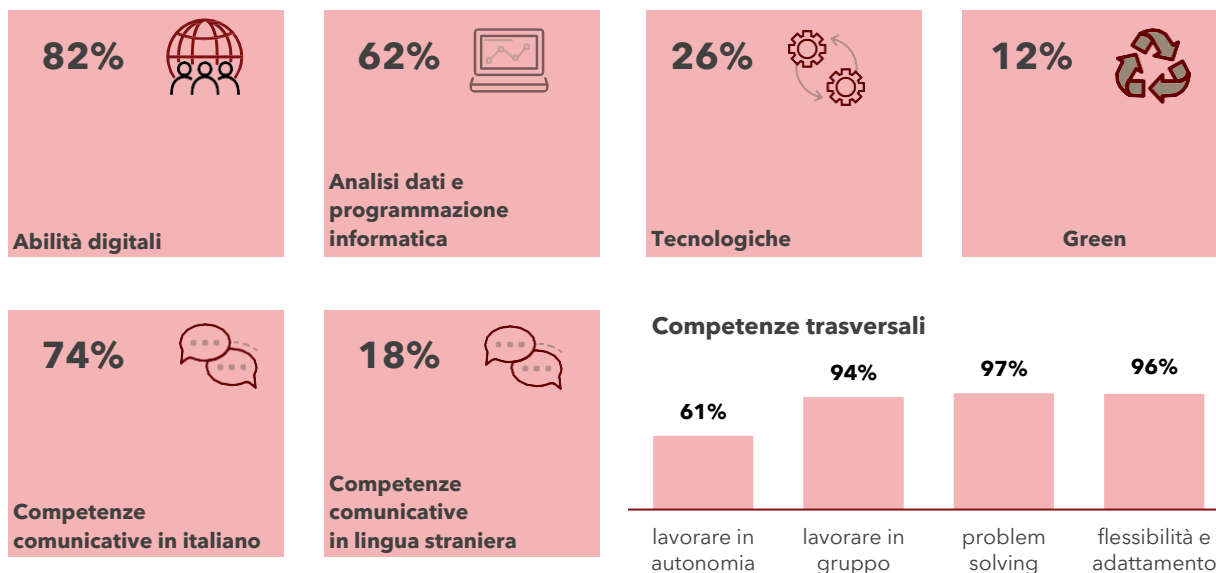 82%
Abilità digitali
62%
Analisi dati e
programmazione
informatica
26%
Tecnologiche
12%
Green
74%
Competenze
comunicative in italiano
18%
Competenze
comunicative
in lingua straniera
Competenze trasversali
61%
94%
97%
96%
lavorare in
autonomia
lavorare in
gruppo
problem
solving
flessibilità e
adattamento